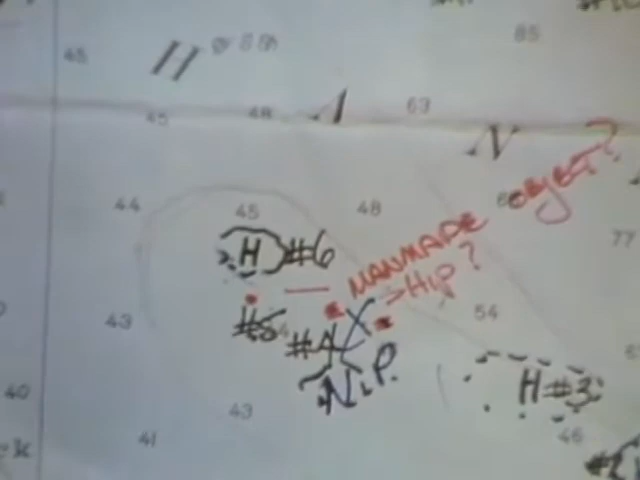 85
45 H
45 48 A 63 N
MANMADE OBJECT?
SHIP?
44 45 48
77
H #6
43 #5 #4 54
N.P.
H #3
40
43
41 46